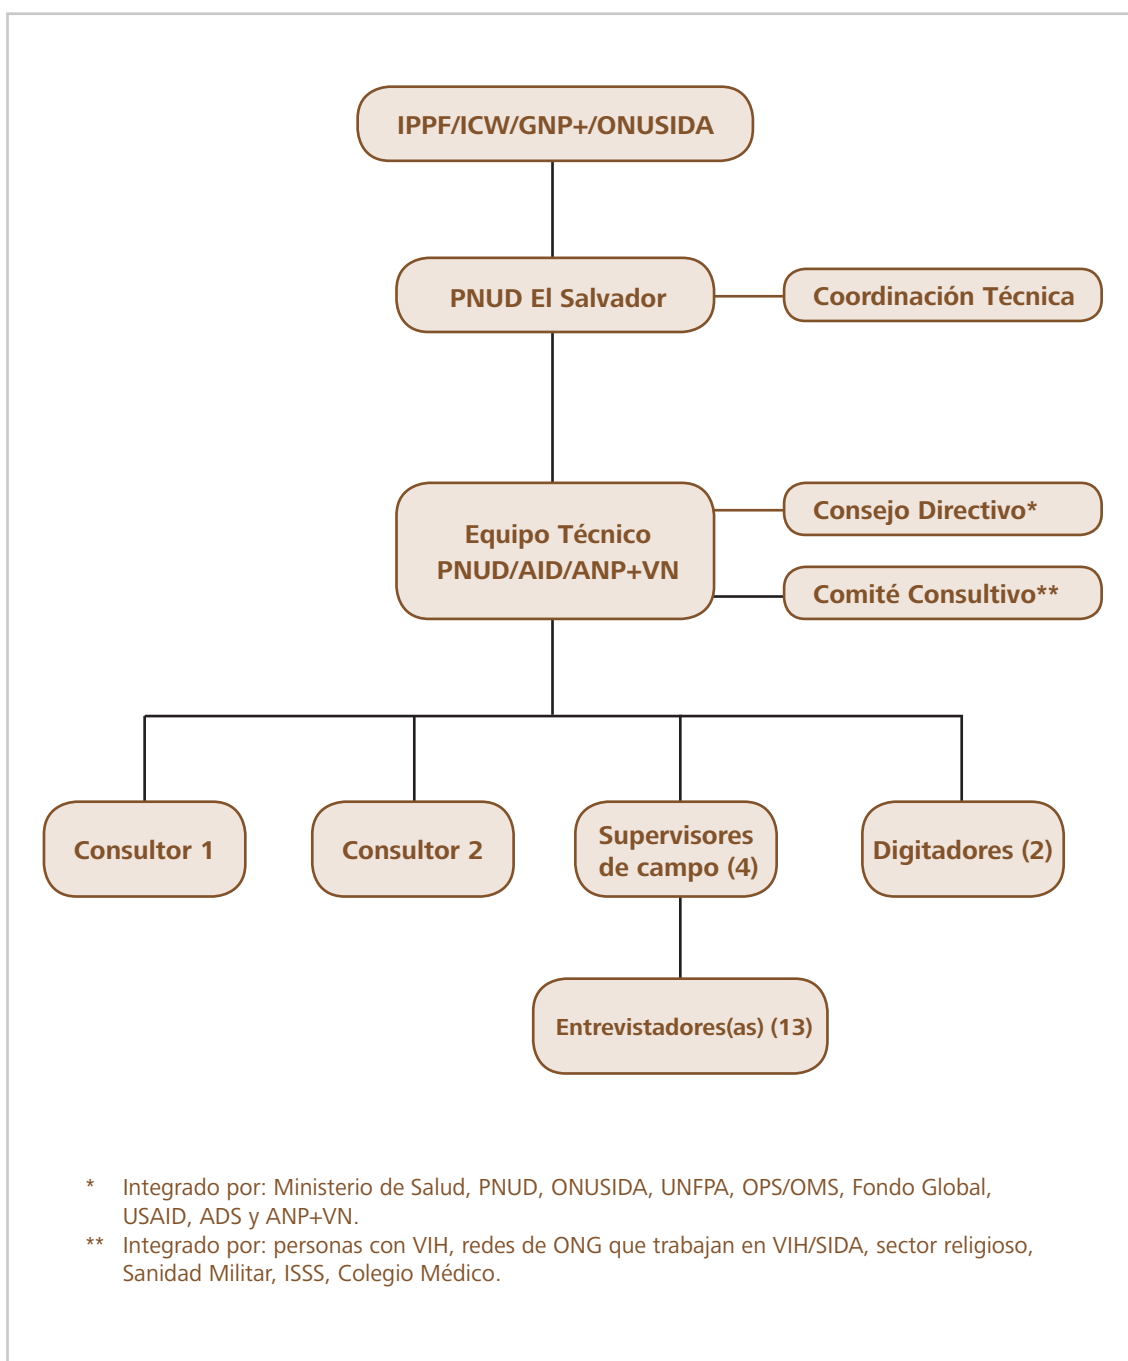 IPPF/ICW/GNP+/ONUSIDA
PNUD El Salvador
Coordinación Técnica
Equipo Técnico
PNUD/AID/ANP+VN
Consejo Directivo*
Comité Consultivo**
Consultor 1
Consultor 2
Supervisores
de campo (4)
Digitadores (2)
Entrevistadores(as) (13)
* Integrado por: Ministerio de Salud, PNUD, ONUSIDA, UNFPA, OPS/OMS, Fondo Global,
USAID, ADS y ANP+VN.
** Integrado por: personas con VIH, redes de ONG que trabajan en VIH/SIDA, sector religioso,
Sanidad Militar, ISSS, Colegio Médico.